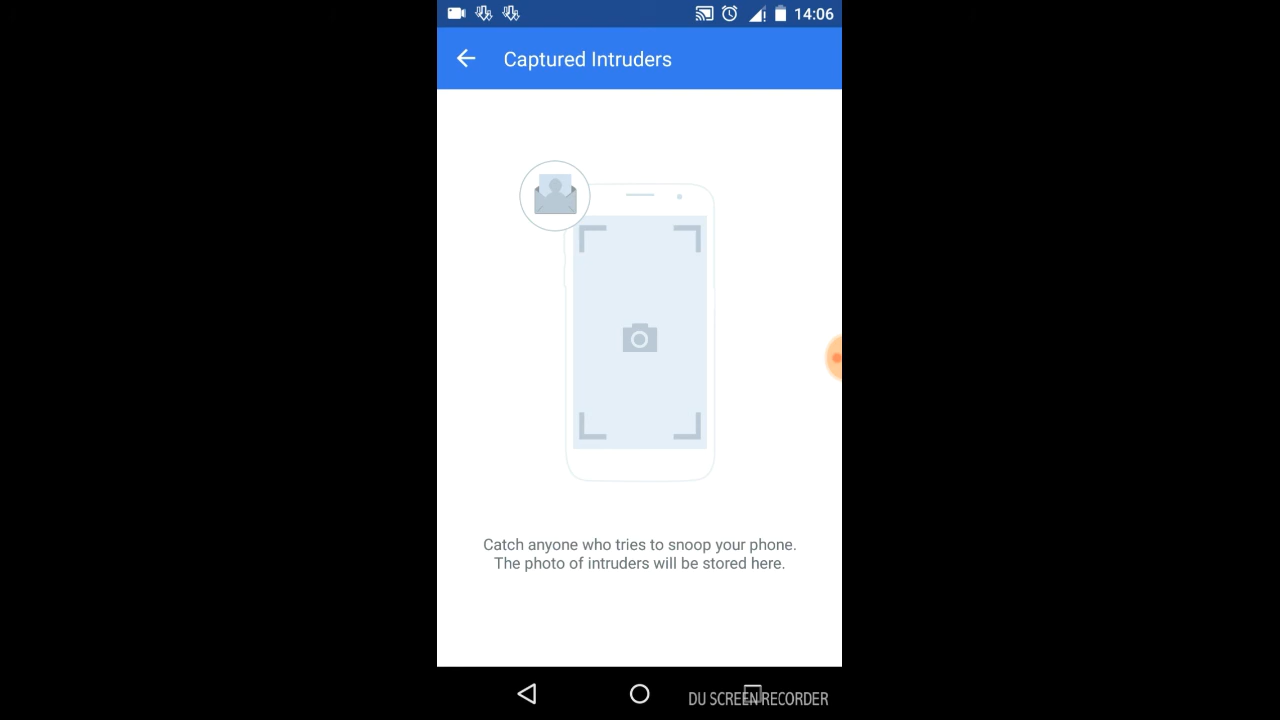 14:06
Captured Intruders
Catch anyone who tries to snoop your phone.
The photo of intruders will be stored here.
DU SCREEN RECORDER